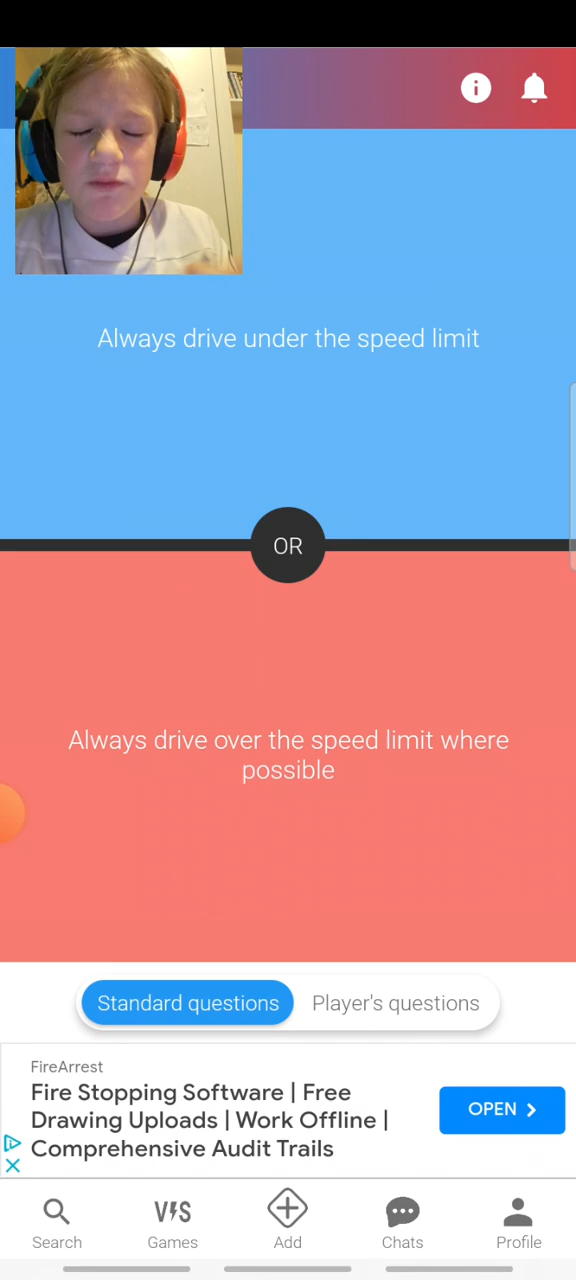 Always drive under the speed limit
OR
Always drive over the speed limit where
possible
Standard questions
Player's questions
FireArrest
Fire Stopping Software | Free
Drawing Uploads | Work Offline |
Comprehensive Audit Trails
OPEN
Search
VS
Games
Add
Chats
Profile